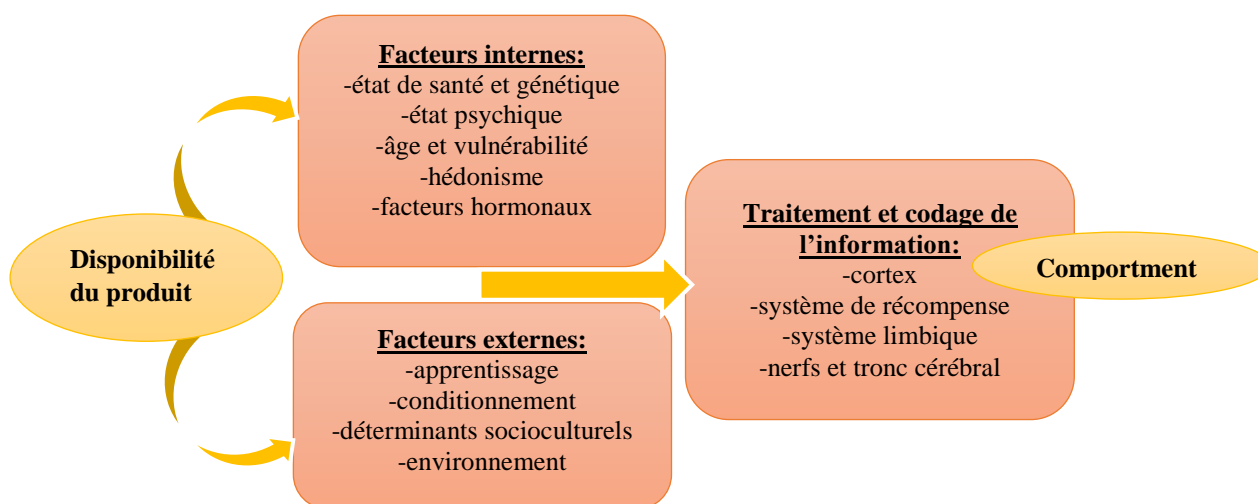 Facteurs internes:
-état de santé et génétique
-état psychique
-âge et vulnérabilité
-hédonisme
-facteurs hormonaux
Disponibilité
du produit
Facteurs externes:
-apprentissage
-conditionnement
-déterminants socioculturels
-environnement
Traitement et codage de
l’information:
-cortex
-système de récompense
-système limbique
-nerfs et tronc cérébral
Comportment